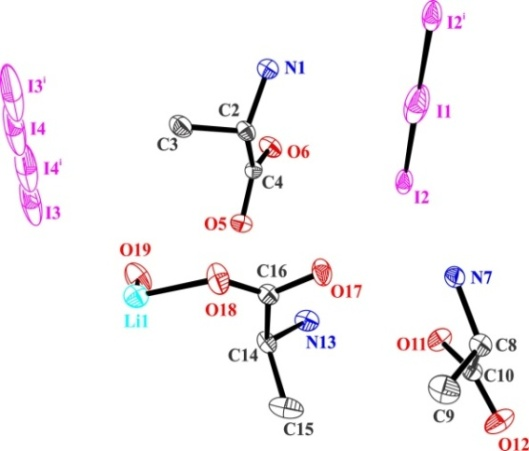 I2ⁱ
N1
I3ⁱ
I1
C2
I4
C3
O6
I4ⁱ
C4
I2
I3
O5
O19
C16
N7
O17
Li1
O18
N13
O11
C8
C14
C10
C9
C15
O12